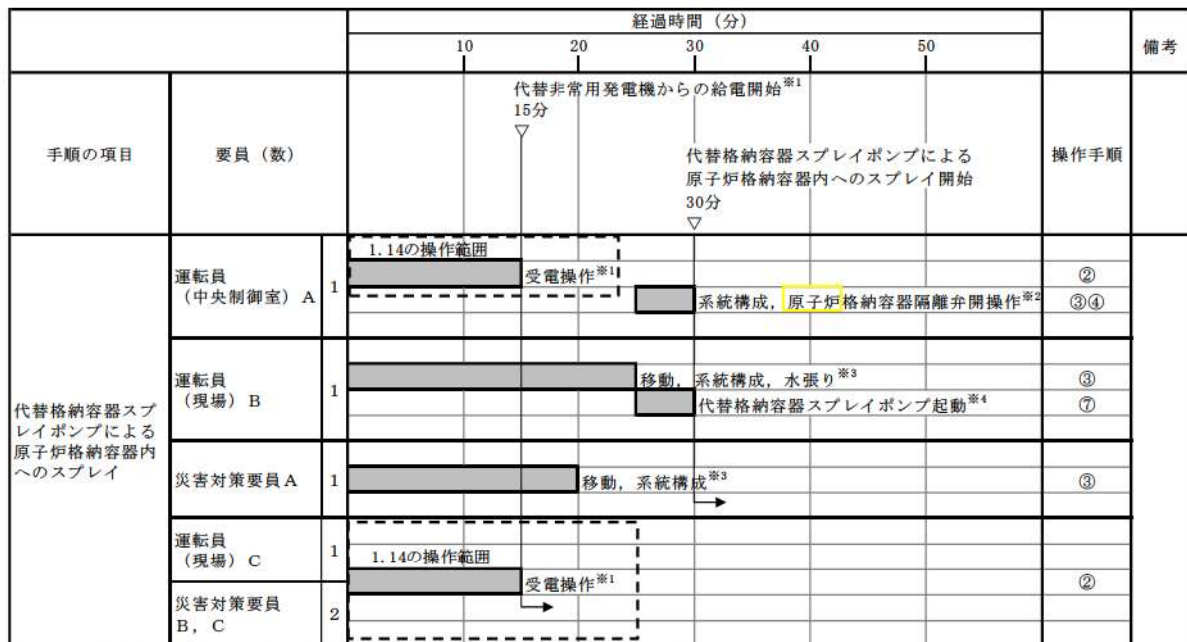 経過時間（分）
10 20 30 40 50
備考
手順の項目
要員（数）
操作手順
代替非常用発電機からの給電開始※1
15分
▽
代替格納容器スプレイポンプによる
原子炉格納容器内へのスプレイ開始
30分
▽
代替格納容器スプ
レイポンプによる
原子炉格納容器内
へのスプレイ
運転員
（中央制御室）A
1
1.14の操作範囲
受電操作※1
②
系統構成，原子炉格納容器隔離弁開操作※2
③④
運転員
（現場）B
1
移動，系統構成，水張り※3
③
代替格納容器スプレイポンプ起動※4
⑦
災害対策要員A
1
移動，系統構成※3
③
運転員
（現場）C
1
1.14の操作範囲
受電操作※1
②
災害対策要員
B，C
2